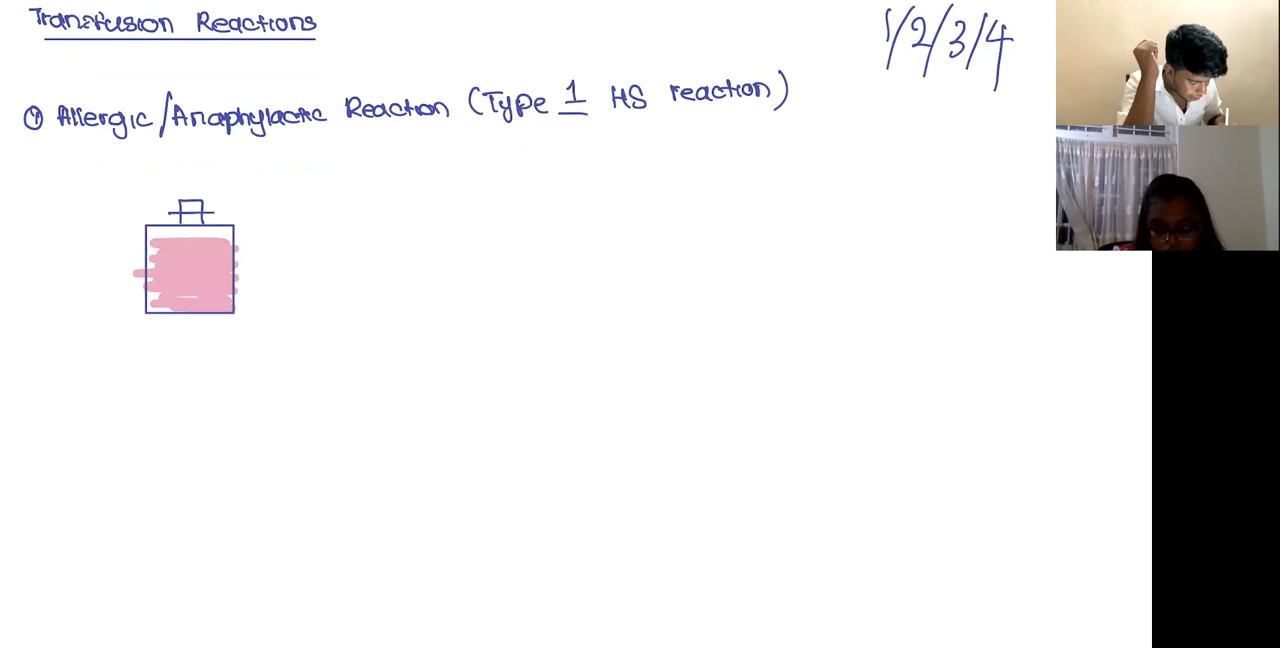 Transfusion Reactions
1/2/3/4
① Allergic/Anaphylactic Reaction (Type 1 HS reaction)